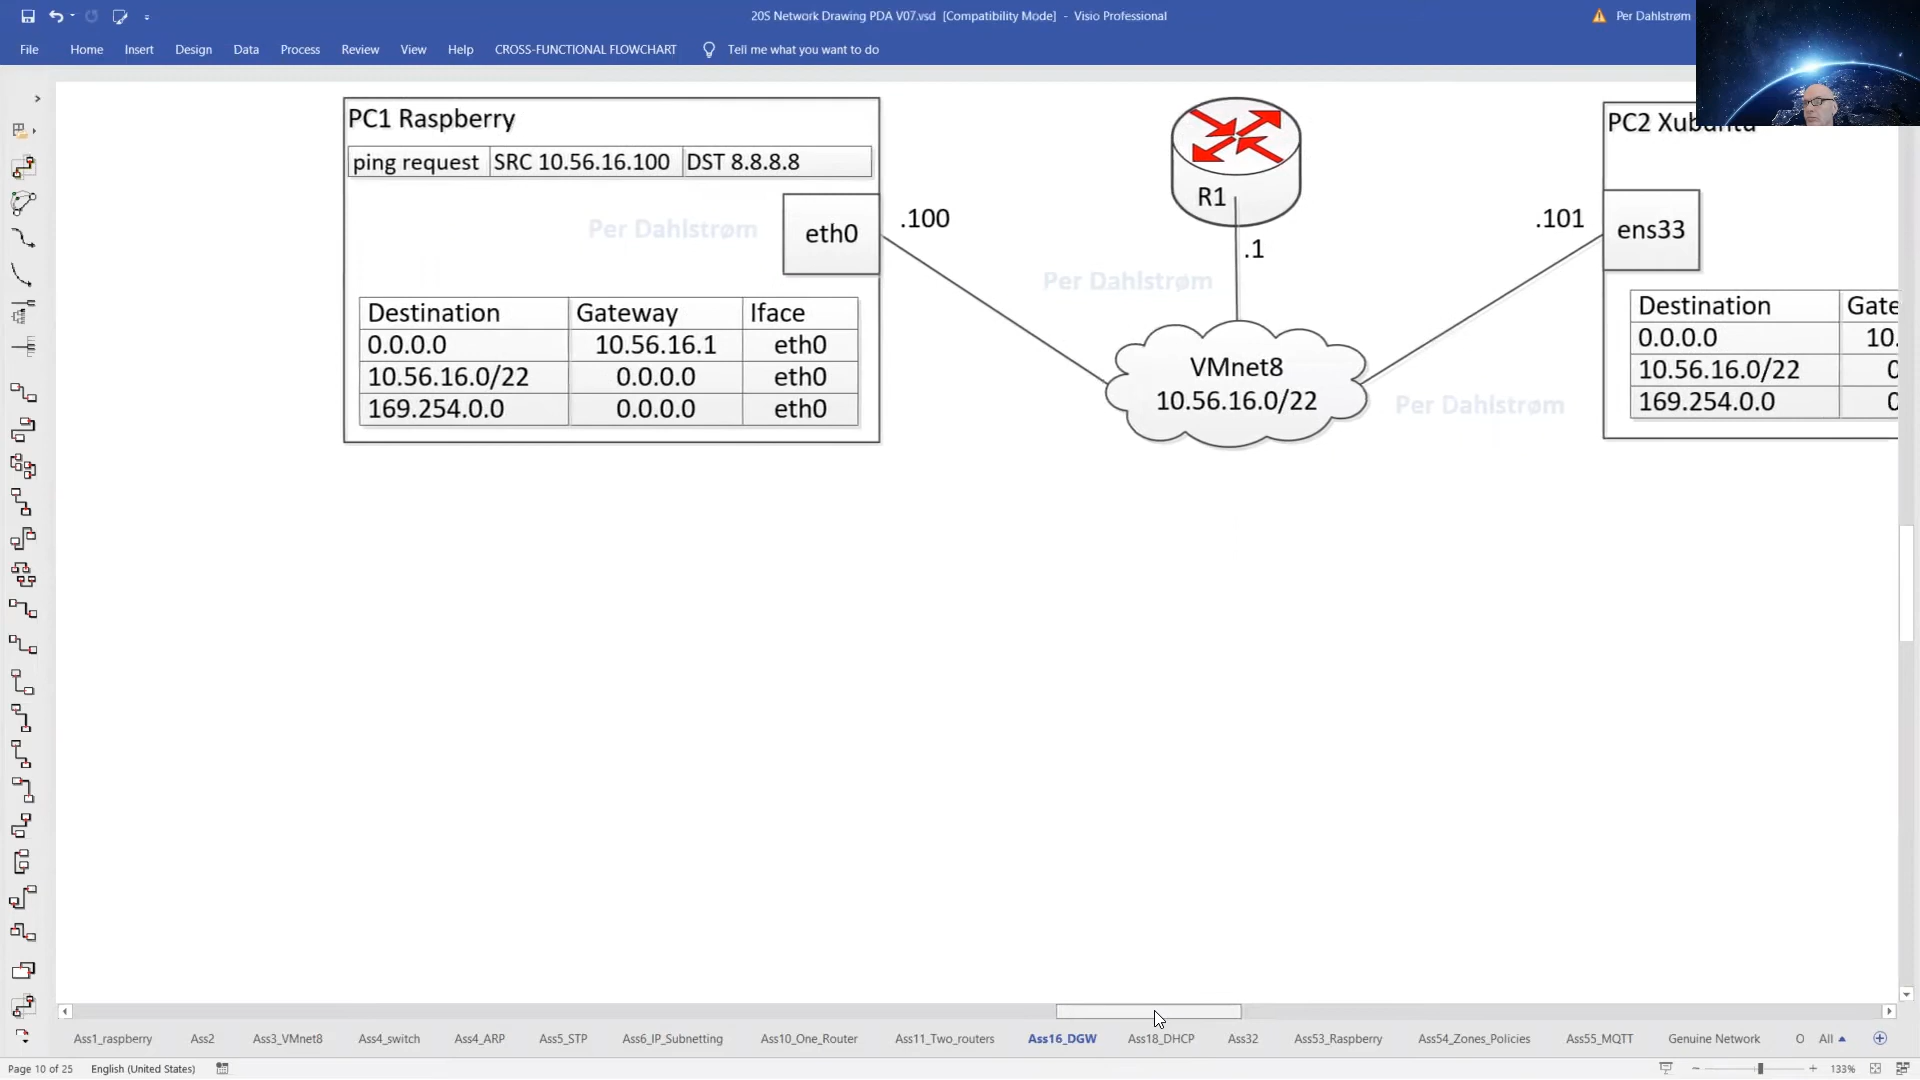 20S Network Drawing PDA V07.vsd [Compatibility Mode] - Visio Professional
Per Dahlstrøm
File Home Insert Design Data Process Review View Help CROSS-FUNCTIONAL FLOWCHART Tell me what you want to do
PC1 Raspberry
ping request SRC 10.56.16.100 DST 8.8.8.8
Per Dahlstrøm
eth0
.100
Destination Gateway Iface
0.0.0.0 10.56.16.1 eth0
10.56.16.0/22 0.0.0.0 eth0
169.254.0.0 0.0.0.0 eth0
R1
.1
Per Dahlstrøm
VMnet8
10.56.16.0/22
Per Dahlstrøm
PC2 Xubuntu
.101
ens33
Destination Gate
0.0.0.0 10.
10.56.16.0/22 0
169.254.0.0 0
Ass1_raspberry Ass2 Ass3_VMnet8 Ass4_switch Ass4_ARP Ass5_STP Ass6_IP_Subnetting Ass10_One_Router Ass11_Two_routers Ass16_DGW Ass18_DHCP Ass32 Ass53_Raspberry Ass54_Zones_Policies Ass55_MQTT Genuine Network O All
Page 10 of 25 English (United States) 133%